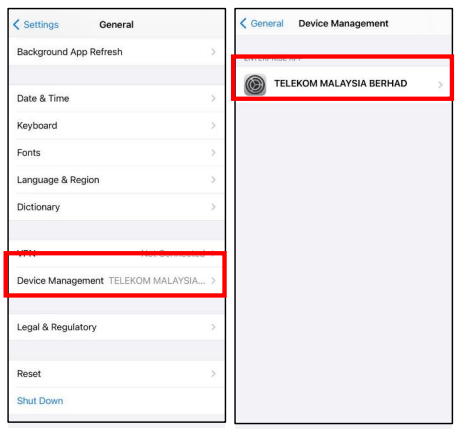 Settings General
Background App Refresh
Date & Time
Keyboard
Fonts
Language & Region
Dictionary
VPN Not Connected
Device Management TELEKOM MALAYSIA...
Legal & Regulatory
Reset
Shut Down
General Device Management
ENTERPRISE APP
TELEKOM MALAYSIA BERHAD